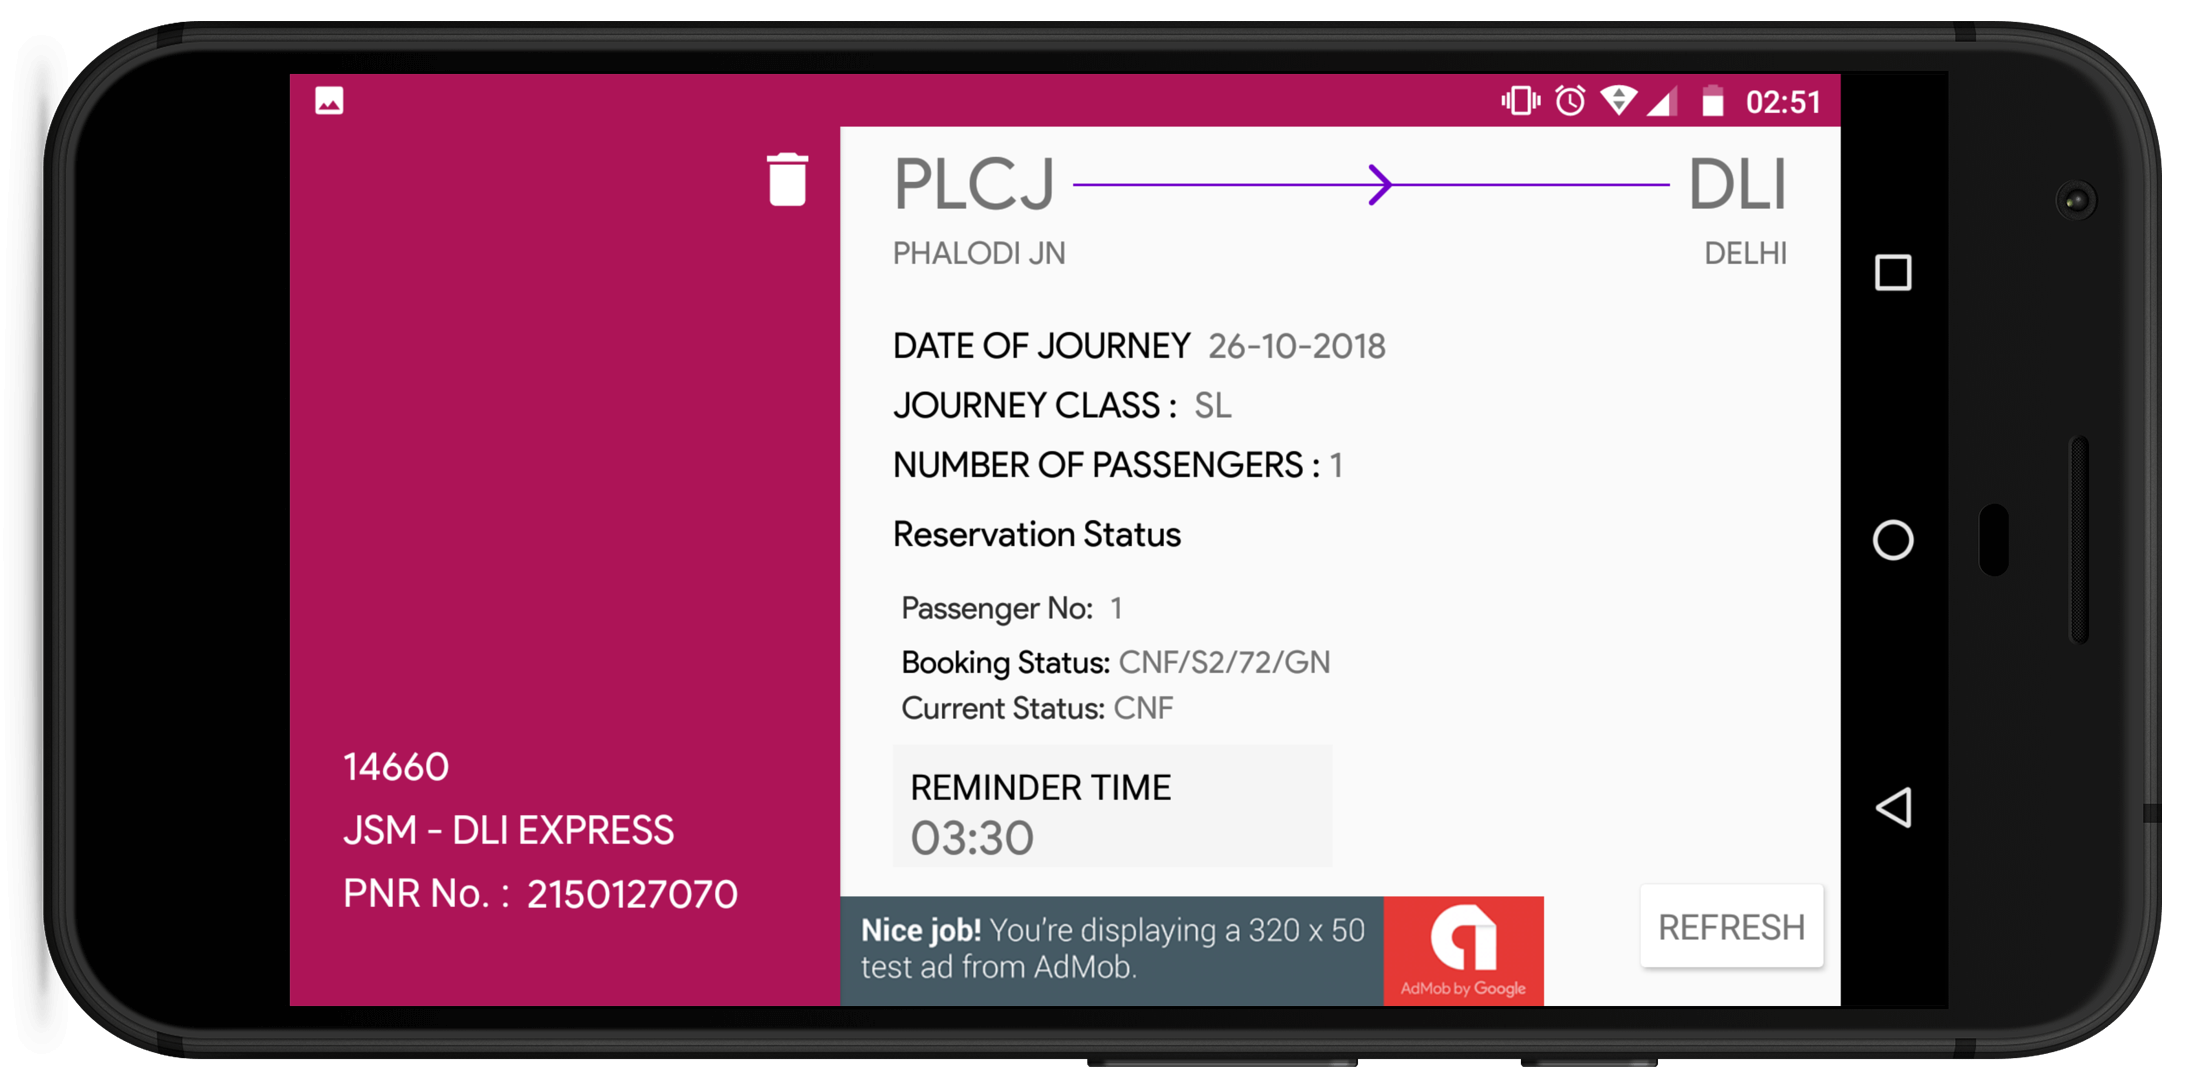 02:51
PLCJ DLI
PHALODI JN DELHI
DATE OF JOURNEY 26-10-2018
JOURNEY CLASS : SL
NUMBER OF PASSENGERS : 1
Reservation Status
Passenger No: 1
Booking Status: CNF/S2/72/GN
Current Status: CNF
REMINDER TIME
03:30
14660
JSM - DLI EXPRESS
PNR No. : 2150127070
Nice job! You're displaying a 320 x 50
test ad from AdMob.
AdMob by Google
REFRESH